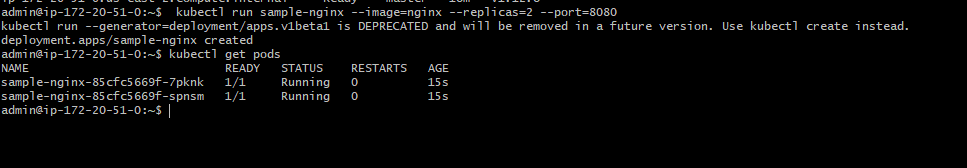 admin@ip-172-20-51-0:~$  kubectl run sample-nginx --image=nginx --replicas=2 --port=8080
kubectl run --generator=deployment/apps.v1beta1 is DEPRECATED and will be removed in a future version. Use kubectl create instead.
deployment.apps/sample-nginx created
admin@ip-172-20-51-0:~$ kubectl get pods
NAME                            READY   STATUS    RESTARTS   AGE
sample-nginx-85cfc5669f-7pknk   1/1     Running   0          15s
sample-nginx-85cfc5669f-spnsm   1/1     Running   0          15s
admin@ip-172-20-51-0:~$